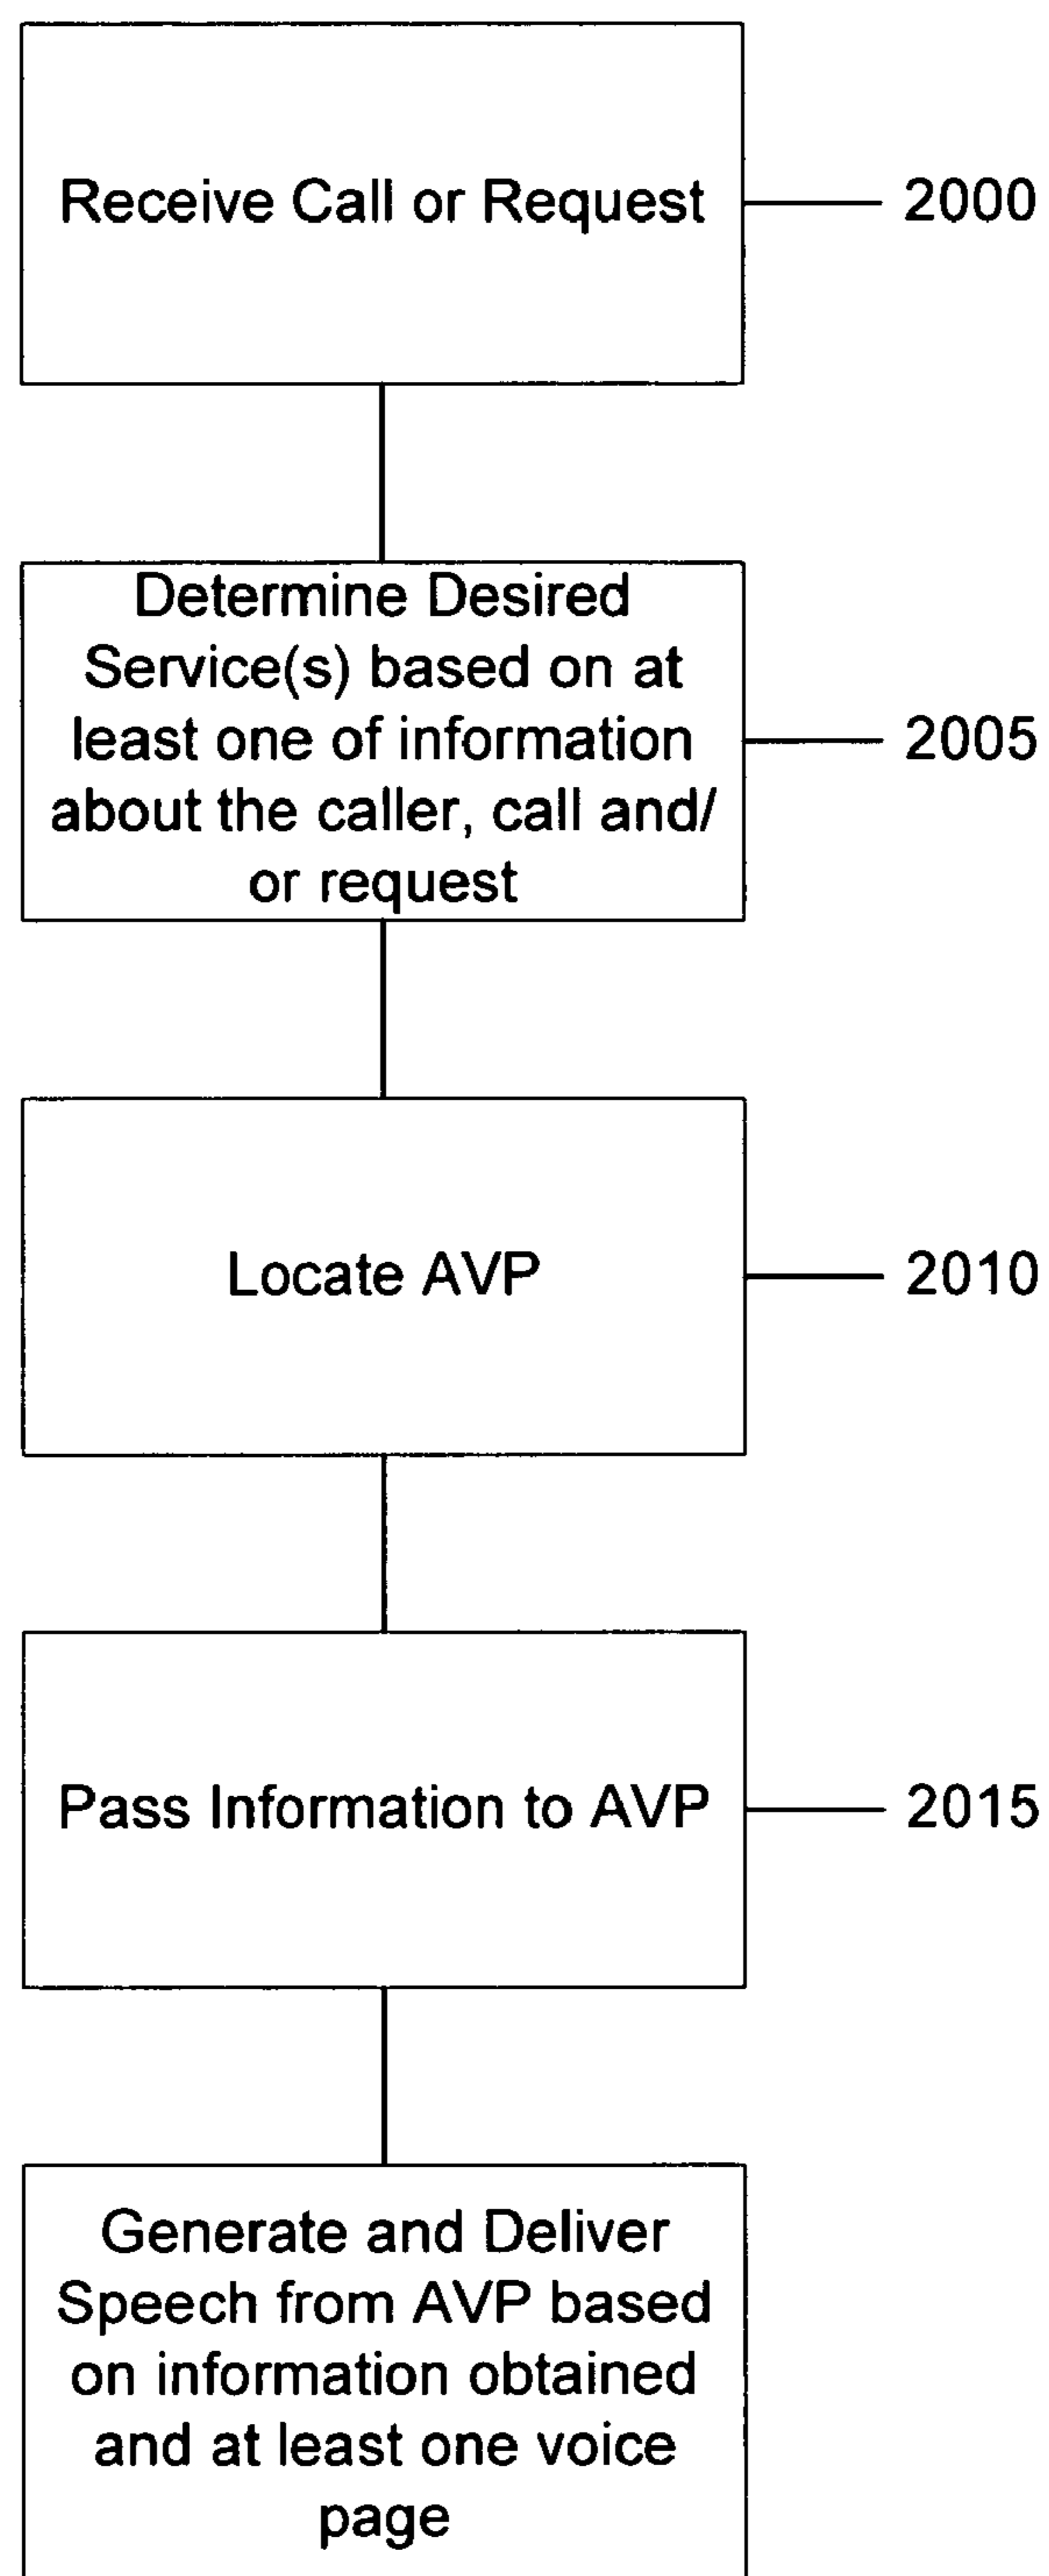 Receive Call or Request
2000
Determine Desired
Service(s) based on at
least one of information
about the caller, call and/
or request
2005
Locate AVP
2010
Pass Information to AVP
2015
Generate and Deliver
Speech from AVP based
on information obtained
and at least one voice
page